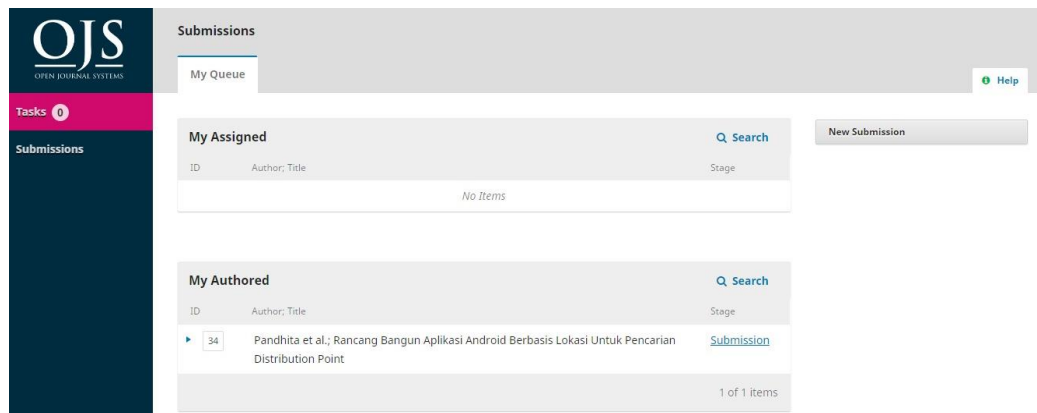 OJS
OPEN JOURNAL SYSTEMS
Tasks 0
Submissions
Submissions
My Queue
Help
My Assigned
Search
ID Author; Title Stage
No Items
My Authored
Search
ID Author; Title Stage
34 Pandhita et al.; Rancang Bangun Aplikasi Android Berbasis Lokasi Untuk Pencarian Submission
Distribution Point
1 of 1 items
New Submission